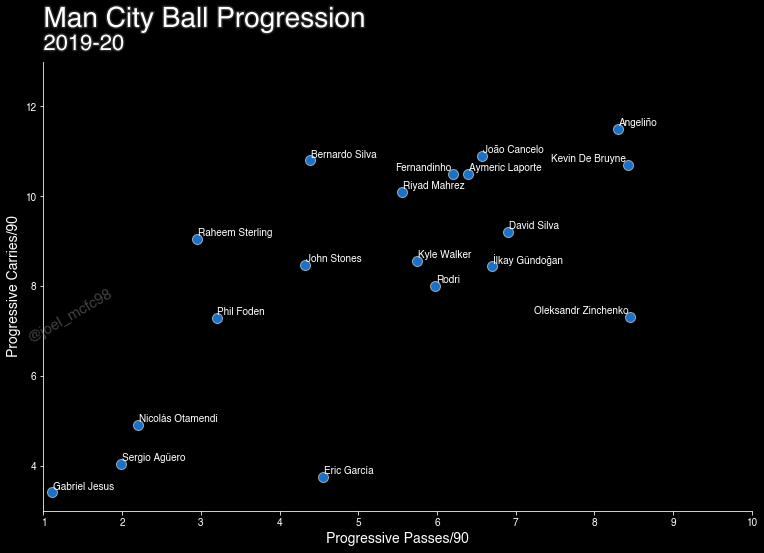 Man City Ball Progression
2019-20
12
Angeliño
João Cancelo
Bernardo Silva
Kevin De Bruyne
Fernandinho
Aymeric Laporte
10
Riyad Mahrez
David Silva
Raheem Sterling
Kyle Walker
John Stones
İlkay Gündoğan
Progressive Carries/90
8
Rodri
Phil Foden
Oleksandr Zinchenko
@joel_mcfc98
6
Nicolás Otamendi
Sergio Agüero
4
Eric García
Gabriel Jesus
1 2 3 4 5 6 7 8 9 10
Progressive Passes/90